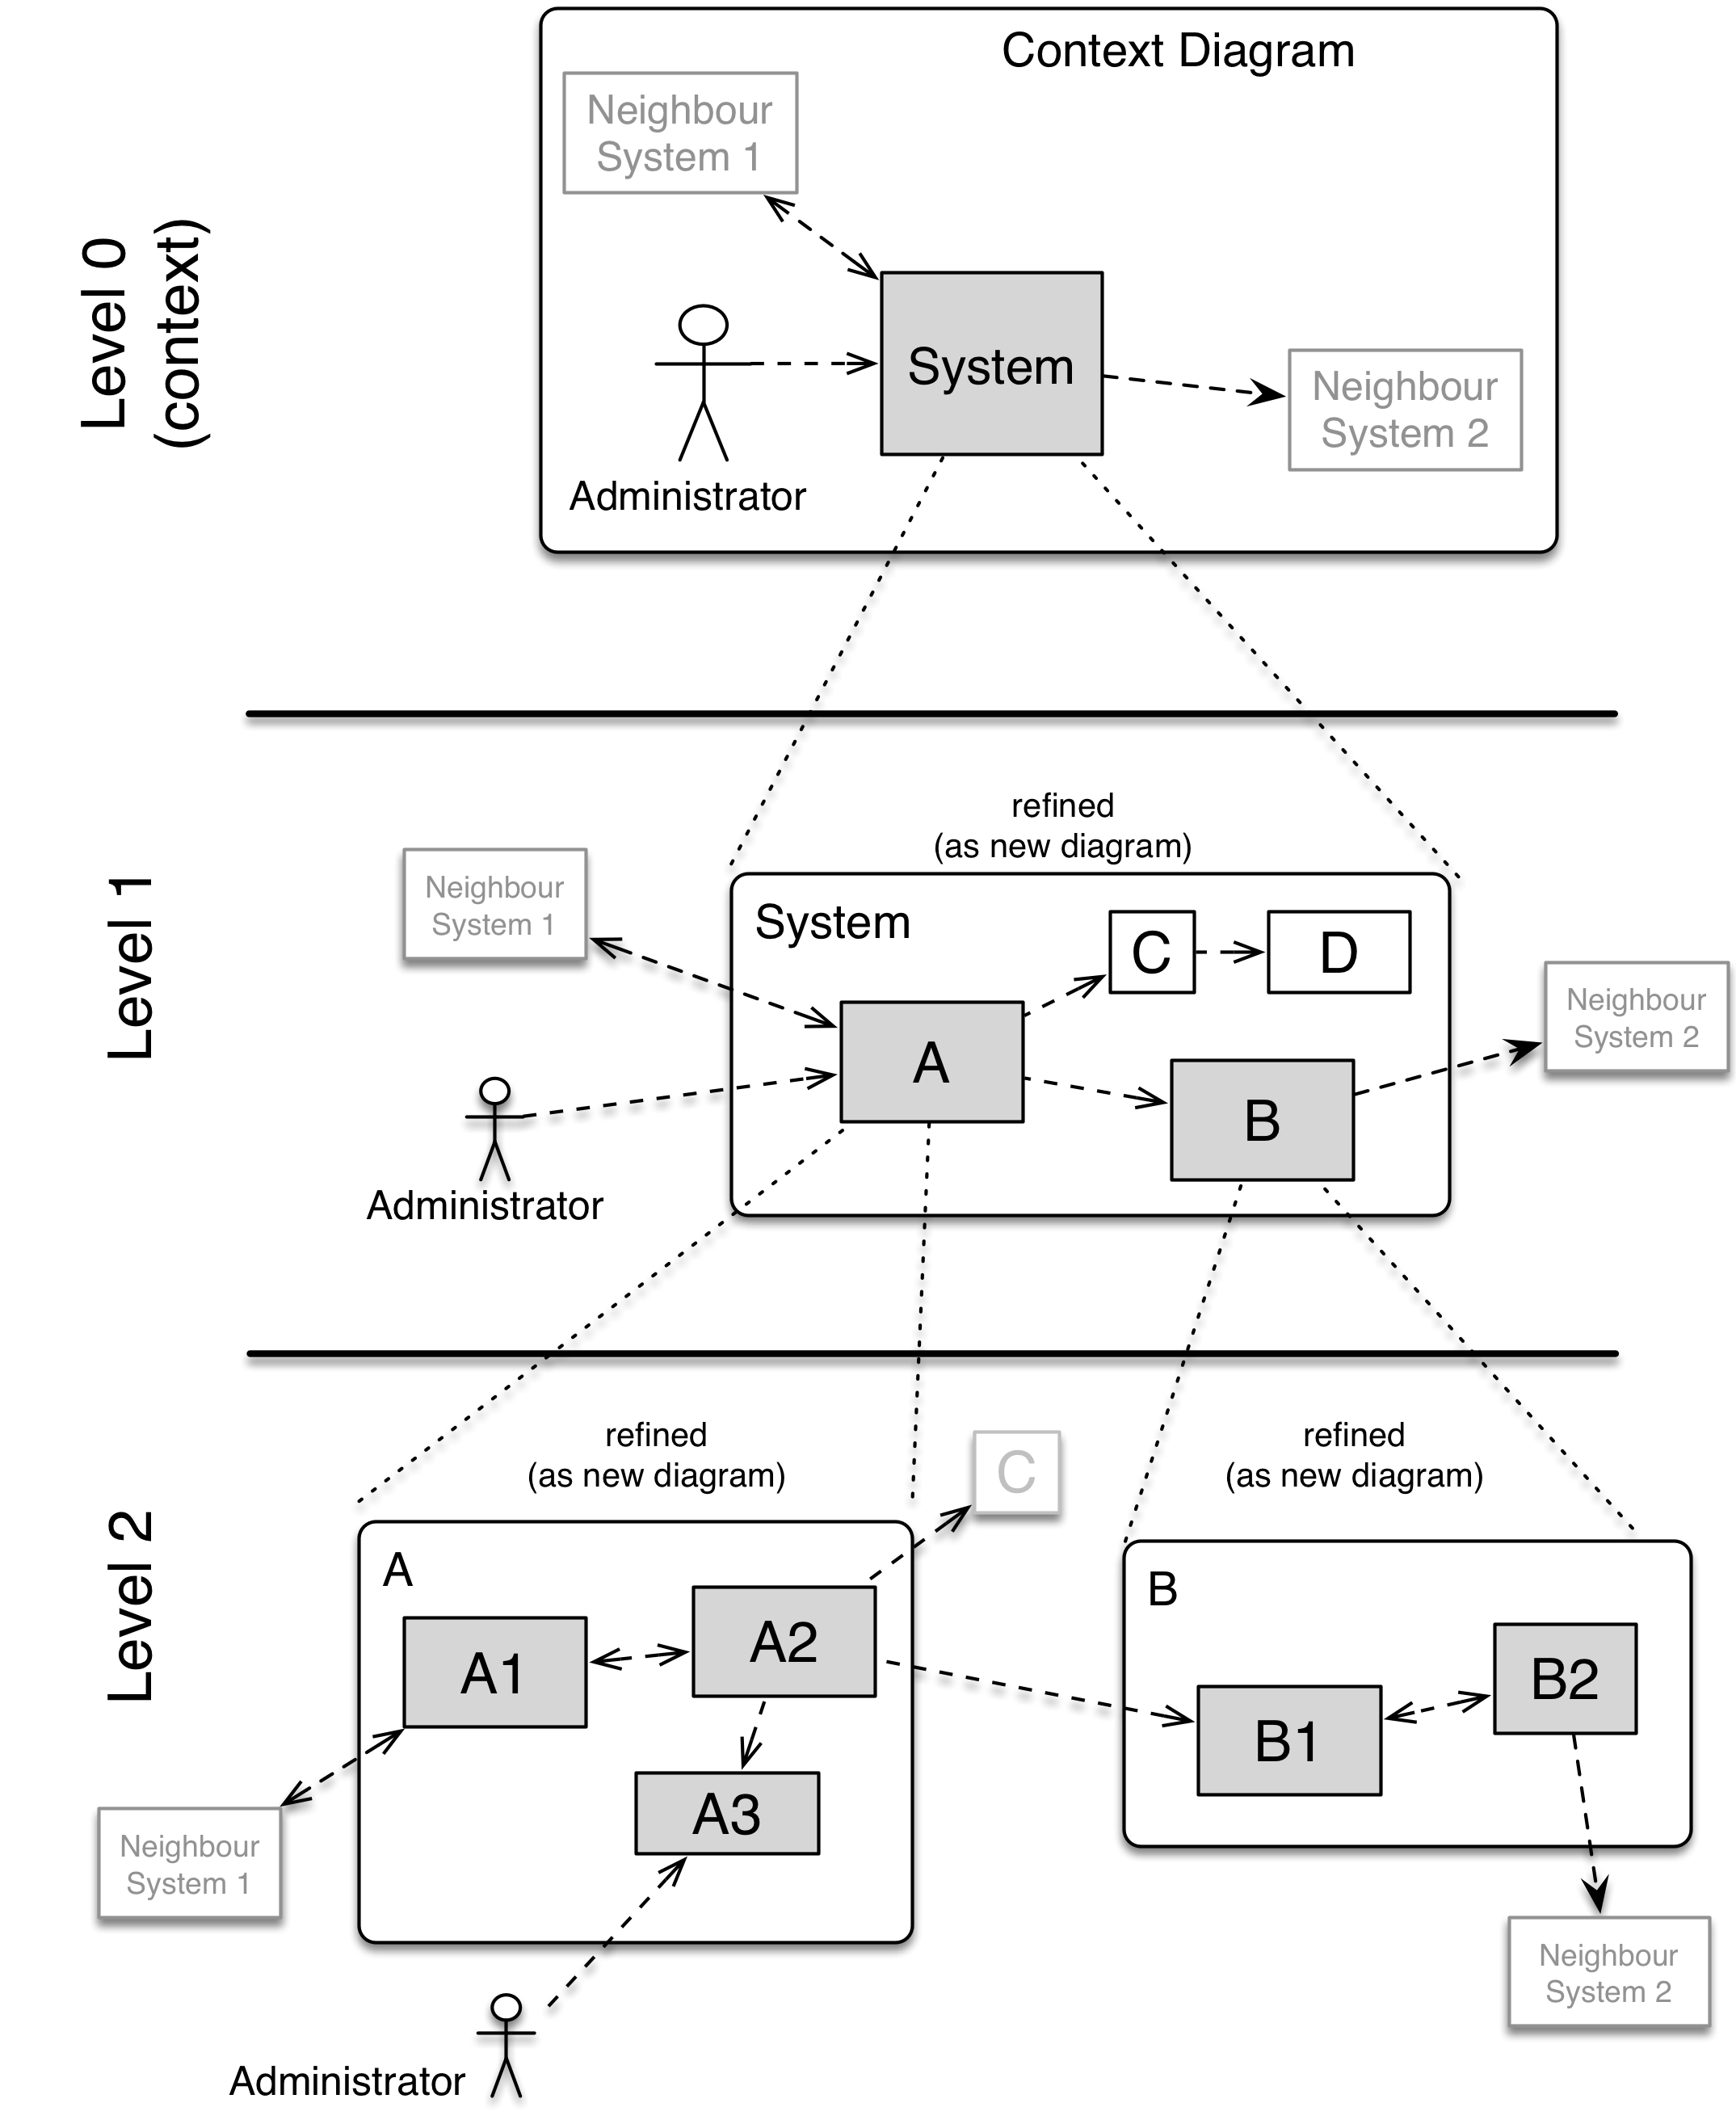 Context Diagram
Neighbour
System 1
Level 0
(context)
System
Neighbour
System 2
Administrator
refined
(as new diagram)
Level 1
Neighbour
System 1
System
C
D
Neighbour
System 2
A
B
Administrator
refined
(as new diagram)
C
refined
(as new diagram)
Level 2
A
A1
A2
A3
B
B1
B2
Neighbour
System 1
Neighbour
System 2
Administrator